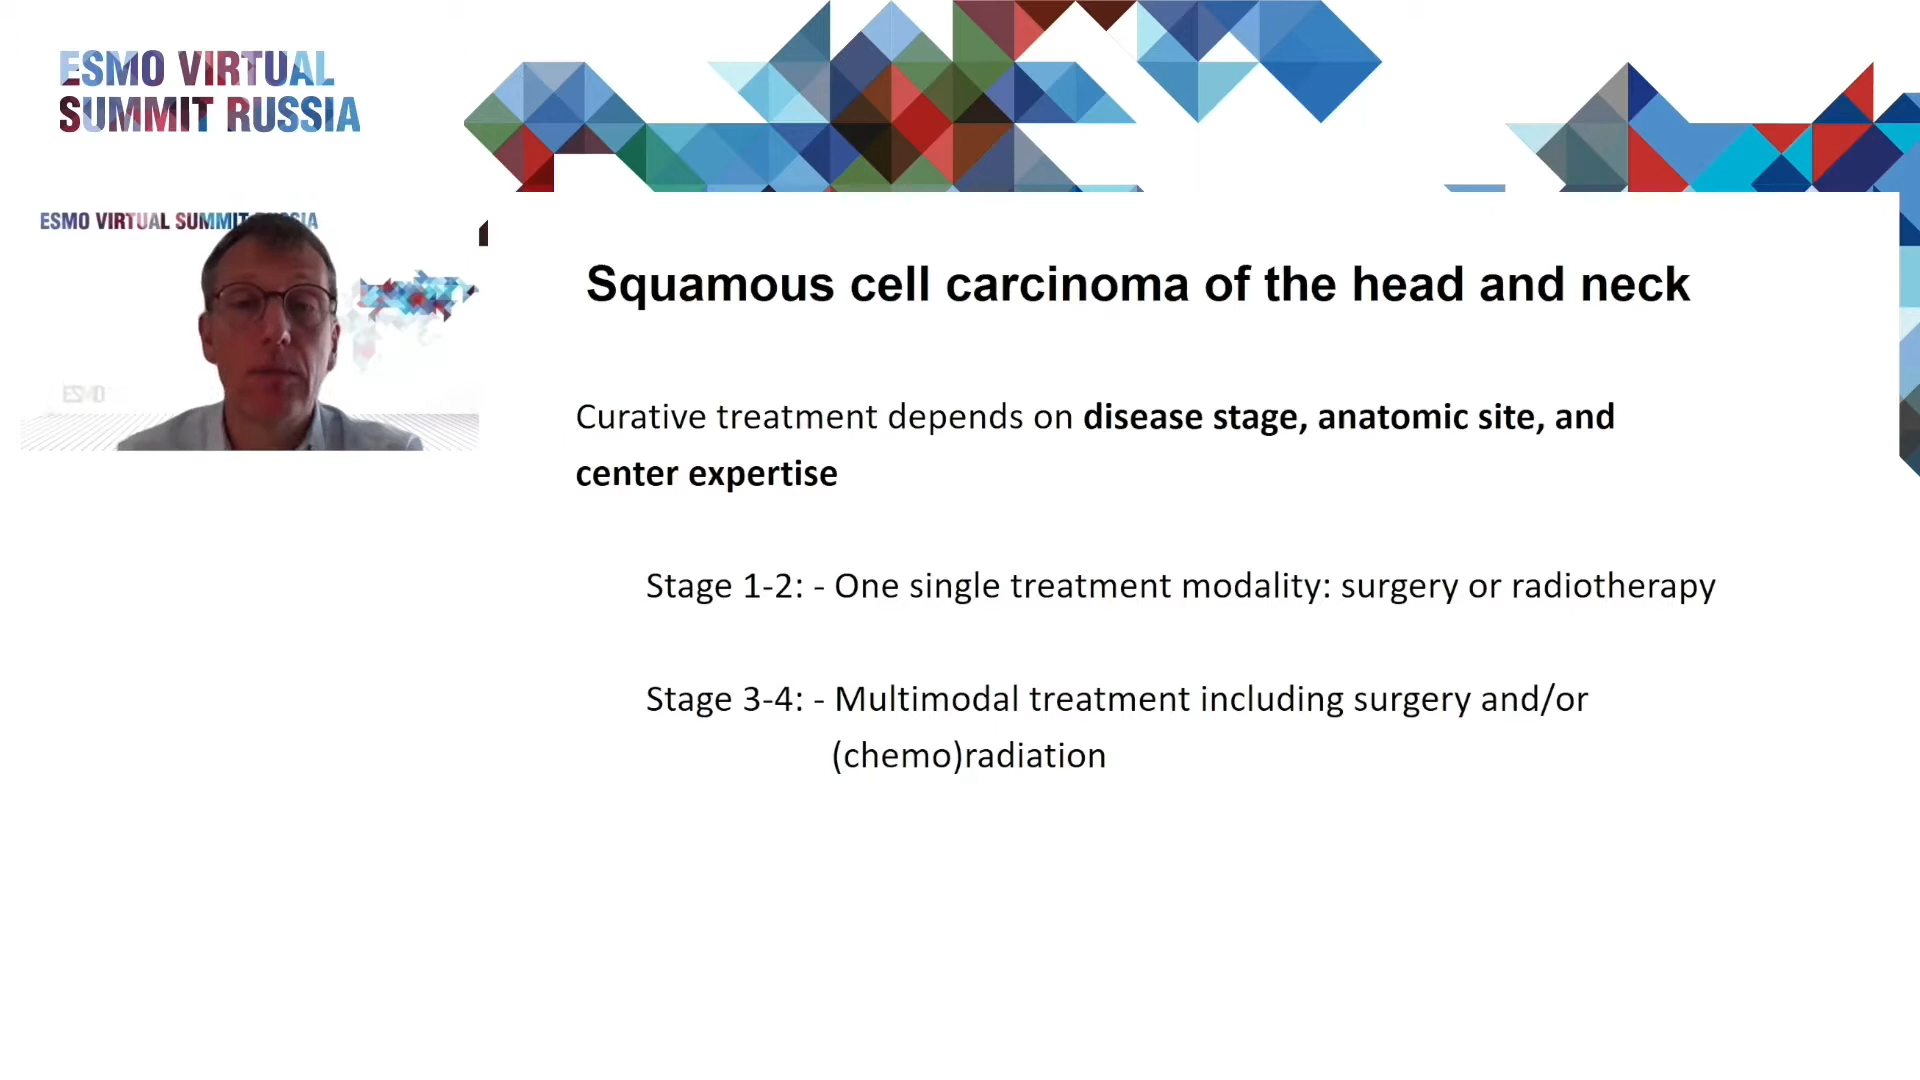 ESMO VIRTUAL
SUMMIT RUSSIA
ESMO VIRTUAL SUMMIT RUSSIA
ESMO
Squamous cell carcinoma of the head and neck
Curative treatment depends on disease stage, anatomic site, and
center expertise
Stage 1-2: - One single treatment modality: surgery or radiotherapy
Stage 3-4: - Multimodal treatment including surgery and/or
(chemo)radiation